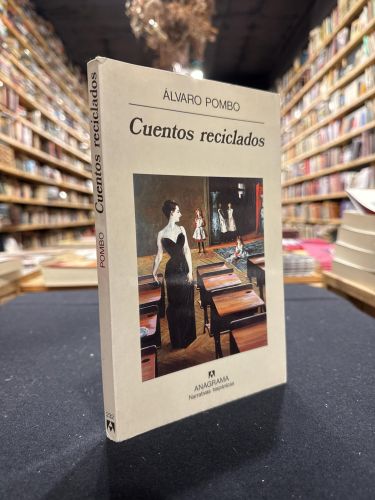 ÁLVARO POMBO
Cuentos reciclados
ANAGRAMA
Narrativas hispánicas
POMBO
Cuentos reciclados